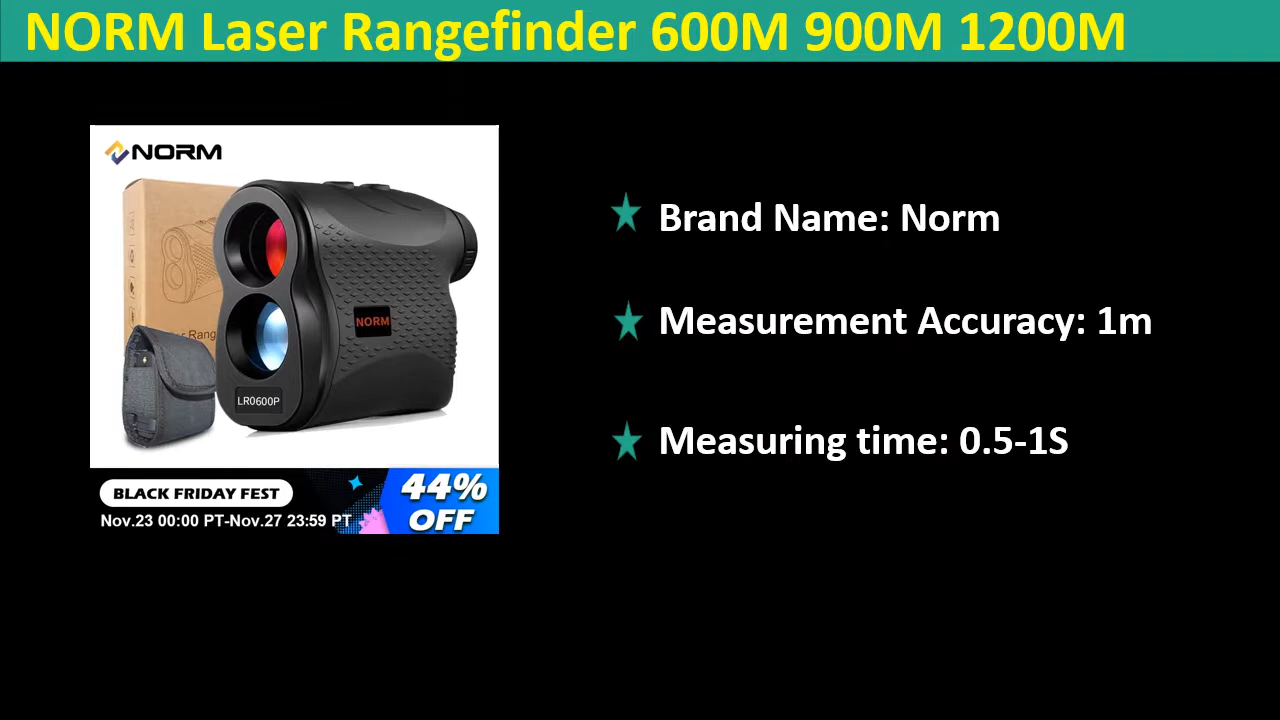 NORM Laser Rangefinder 600M 900M 1200M
NORM
NORM
LR0600P
BLACK FRIDAY FEST
Nov.23 00:00 PT-Nov.27 23:59 PT
44%
OFF
Brand Name: Norm
Measurement Accuracy: 1m
Measuring time: 0.5-1S